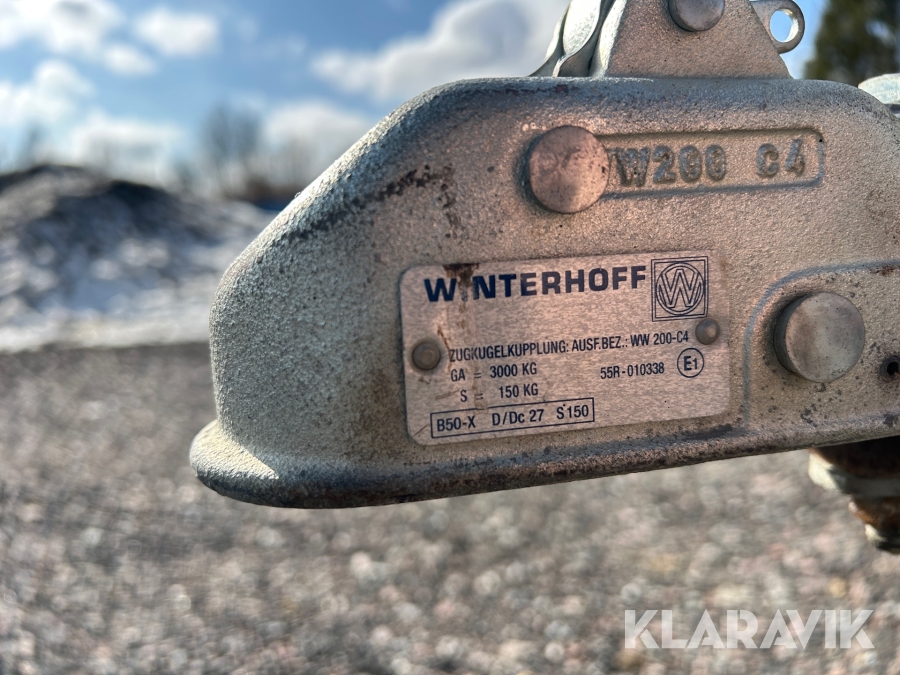 W200 C4
WINTERHOFF
ZUGKUGELKUPPLUNG: AUSF.BEZ.: WW 200-C4
GA = 3000 KG 55R-010338 E1
S = 150 KG
B50-X D/Dc 27 S 150
KLARAVIK